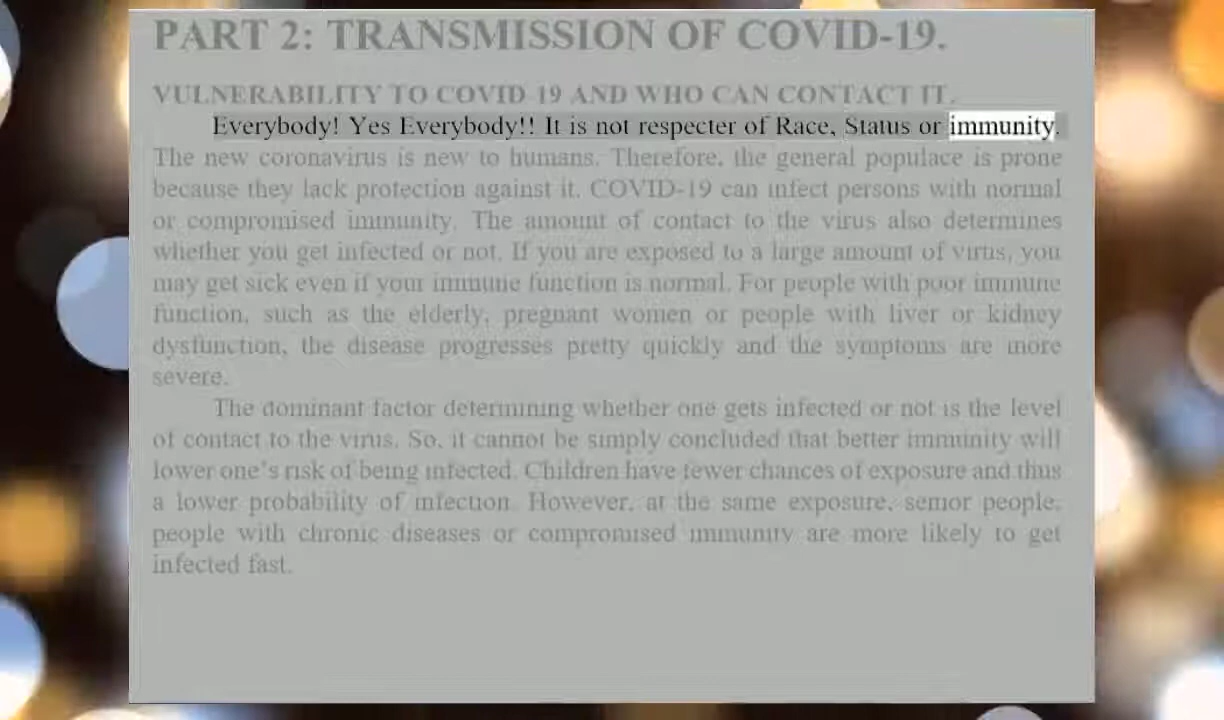 PART 2: TRANSMISSION OF COVID-19.
VULNERABILITY TO COVID 19 AND WHO CAN CONTACT IT.
Everybody! Yes Everybody!! It is not respecter of Race, Status or immunity.
The new coronavirus is new to humans. Therefore, the general populace is prone
because they lack protection against it. COVID-19 can infect persons with normal
or compromised immunity. The amount of contact to the virus also determines
whether you get infected or not. If you are exposed to a large amount of virus, you
may get sick even if your immune function is normal. For people with poor immune
function, such as the elderly, pregnant women or people with liver or kidney
dysfunction, the disease progresses pretty quickly and the symptoms are more
severe.
The dominant factor determining whether one gets infected or not is the level
of contact to the virus. So, it cannot be simply concluded that better immunity will
lower one's risk of being infected. Children have fewer chances of exposure and thus
a lower probability of infection. However, at the same exposure, senior people,
people with chronic diseases or compromised immunity are more likely to get
infected fast.